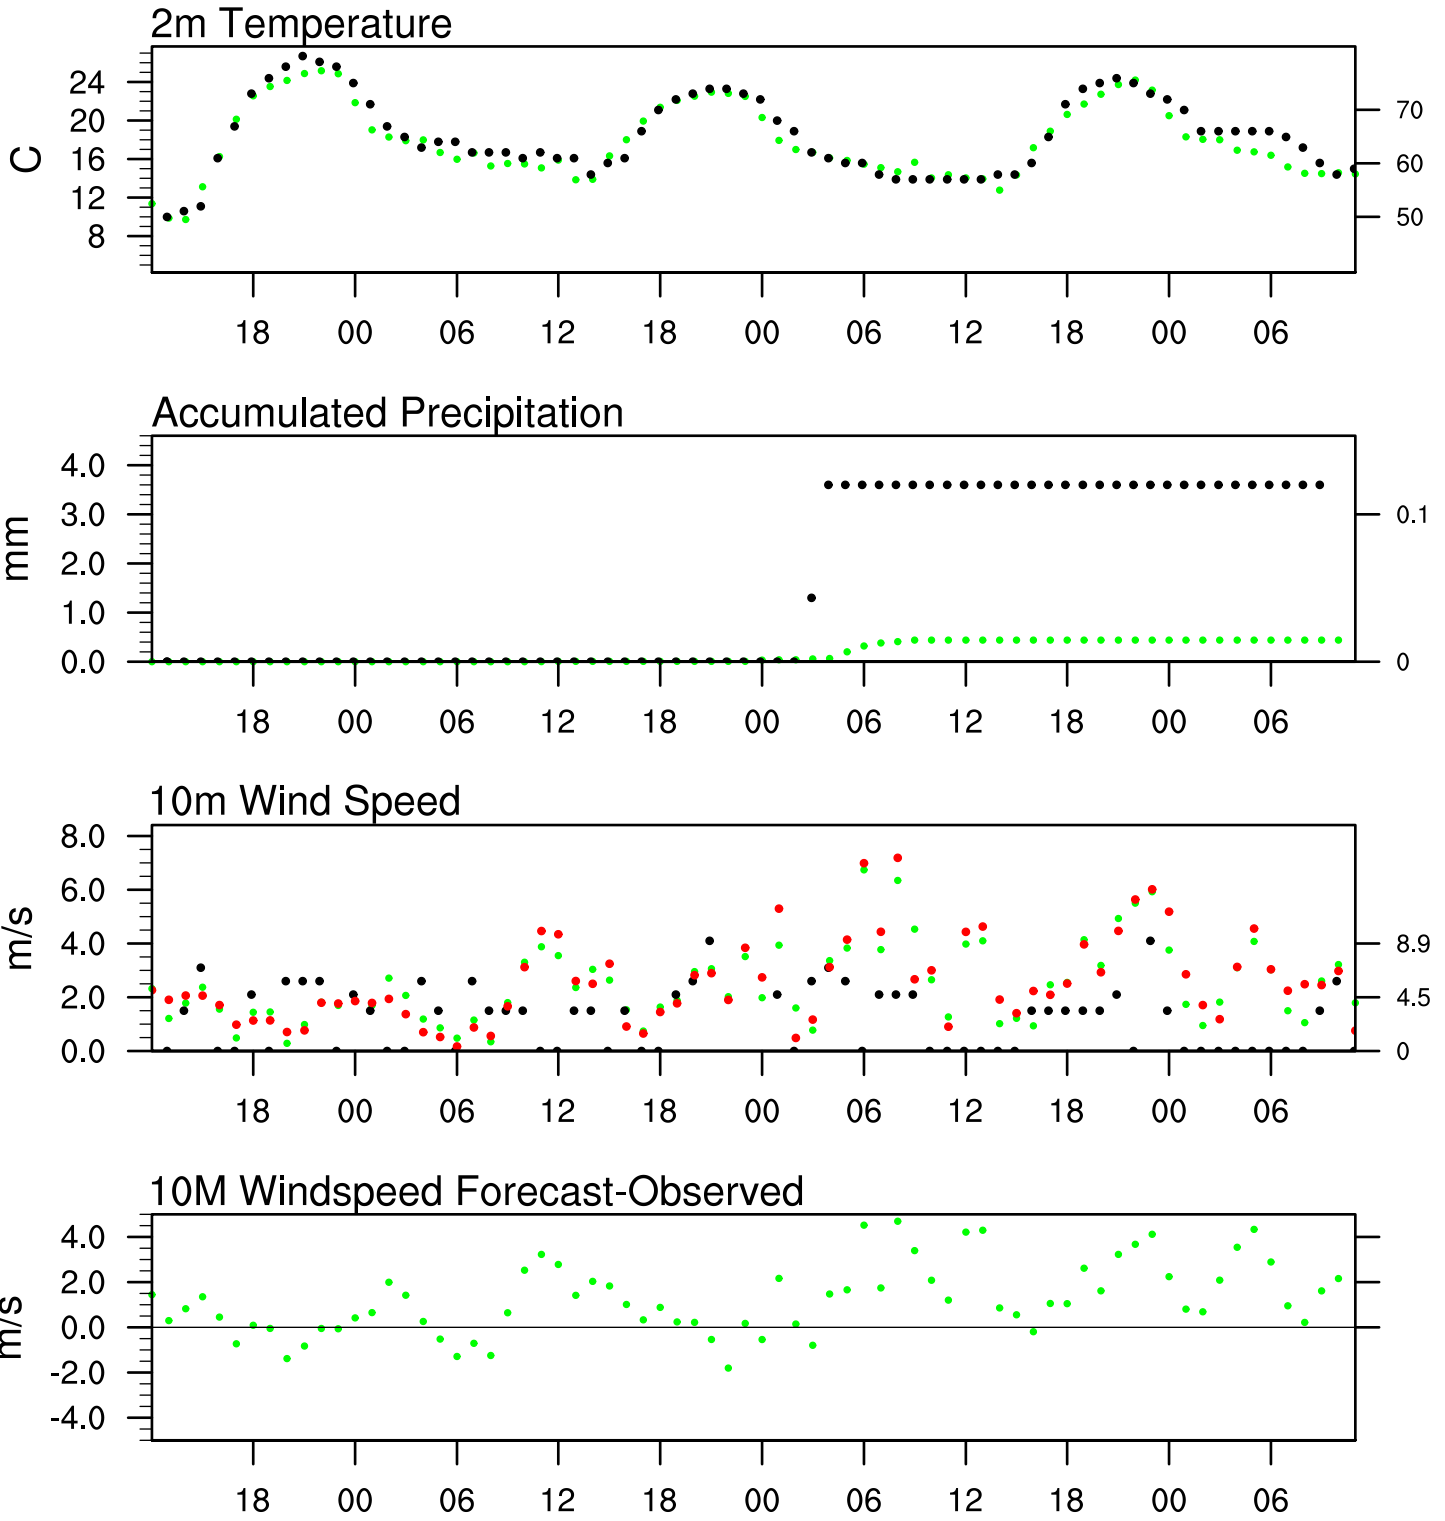 2m Temperature
24
20
16
12
8
C
70
60
50
18 00 06 12 18 00 06 12 18 00 06
Accumulated Precipitation
4.0
3.0
2.0
1.0
0.0
mm
0.1
0
18 00 06 12 18 00 06 12 18 00 06
10m Wind Speed
8.0
6.0
4.0
2.0
0.0
m/s
8.9
4.5
0
18 00 06 12 18 00 06 12 18 00 06
10M Windspeed Forecast-Observed
4.0
2.0
0.0
-2.0
-4.0
m/s
18 00 06 12 18 00 06 12 18 00 06